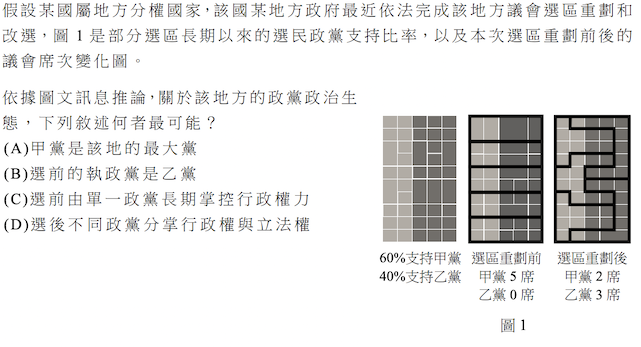 假設某國屬地方分權國家，該國某地方政府最近依法完成該地方議會選區重劃和
改選，圖 1 是部分選區長期以來的選民政黨支持比率，以及本次選區重劃前後的
議會席次變化圖。
依據圖文訊息推論，關於該地方的政黨政治生
態，下列敘述何者最可能？
(A)甲黨是該地的最大黨
(B)選前的執政黨是乙黨
(C)選前由單一政黨長期掌控行政權力
(D)選後不同政黨分掌行政權與立法權
60%支持甲黨
40%支持乙黨
選區重劃前
甲黨 5 席
乙黨 0 席
選區重劃後
甲黨 2 席
乙黨 3 席
圖 1